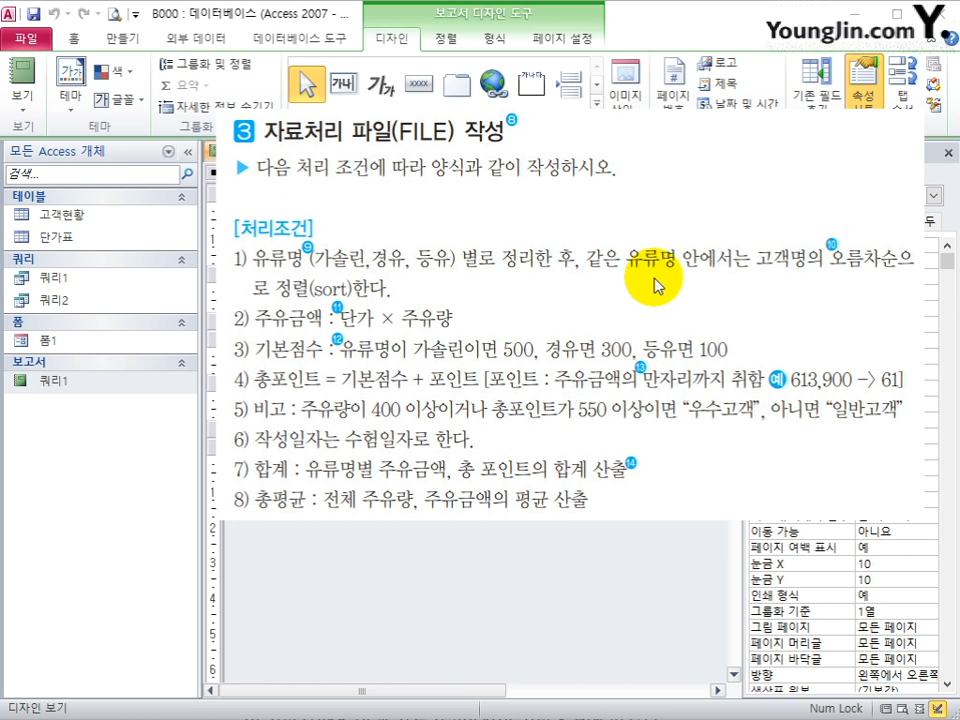 B000 : 데이터베이스 (Access 2007 - ...
보고서 디자인 도구
YoungJin.com Y.
파일 홈 만들기 외부 데이터 데이터베이스 도구 디자인 정렬 형식 페이지 설정
보기 테마 색 글꼴 그룹화 및 정렬 요약 자세한 정보 숨기기
가가 가나 가가 xxxx 가나다
로고 제목 날짜 및 시간
기존 필드 속성 탭
보기 테마 그룹화
모든 Access 개체
검색...
테이블
고객현황
단가표
쿼리
쿼리1
쿼리2
폼
폼1
보고서
쿼리1
3 자료처리 파일(FILE) 작성 8
▶ 다음 처리 조건에 따라 양식과 같이 작성하시오.
[처리조건]
1) 유류명 9 (가솔린,경유, 등유) 별로 정리한 후, 같은 유류명 안에서는 고객명의 10 오름차순으
로 정렬(sort)한다.
2) 주유금액 : 11 단가 × 주유량
3) 기본점수 : 12 유류명이 가솔린이면 500, 경유면 300, 등유면 100
4) 총포인트 = 기본점수 + 포인트 [포인트 : 주유금액의 13 만자리까지 취함 예 613,900 -> 61]
5) 비고 : 주유량이 400 이상이거나 총포인트가 550 이상이면 “우수고객”, 아니면 “일반고객”
6) 작성일자는 수험일자로 한다.
7) 합계 : 유류명별 주유금액, 총 포인트의 합계 산출 14
8) 총평균 : 전체 주유량, 주유금액의 평균 산출
이동 가능 아니요
페이지 여백 표시 예
눈금 X 10
눈금 Y 10
인쇄 형식 예
그룹화 기준 1열
그림 페이지 모든 페이지
페이지 머리글 모든 페이지
페이지 바닥글 모든 페이지
방향 왼쪽에서 오른쪽
디자인 보기
Num Lock